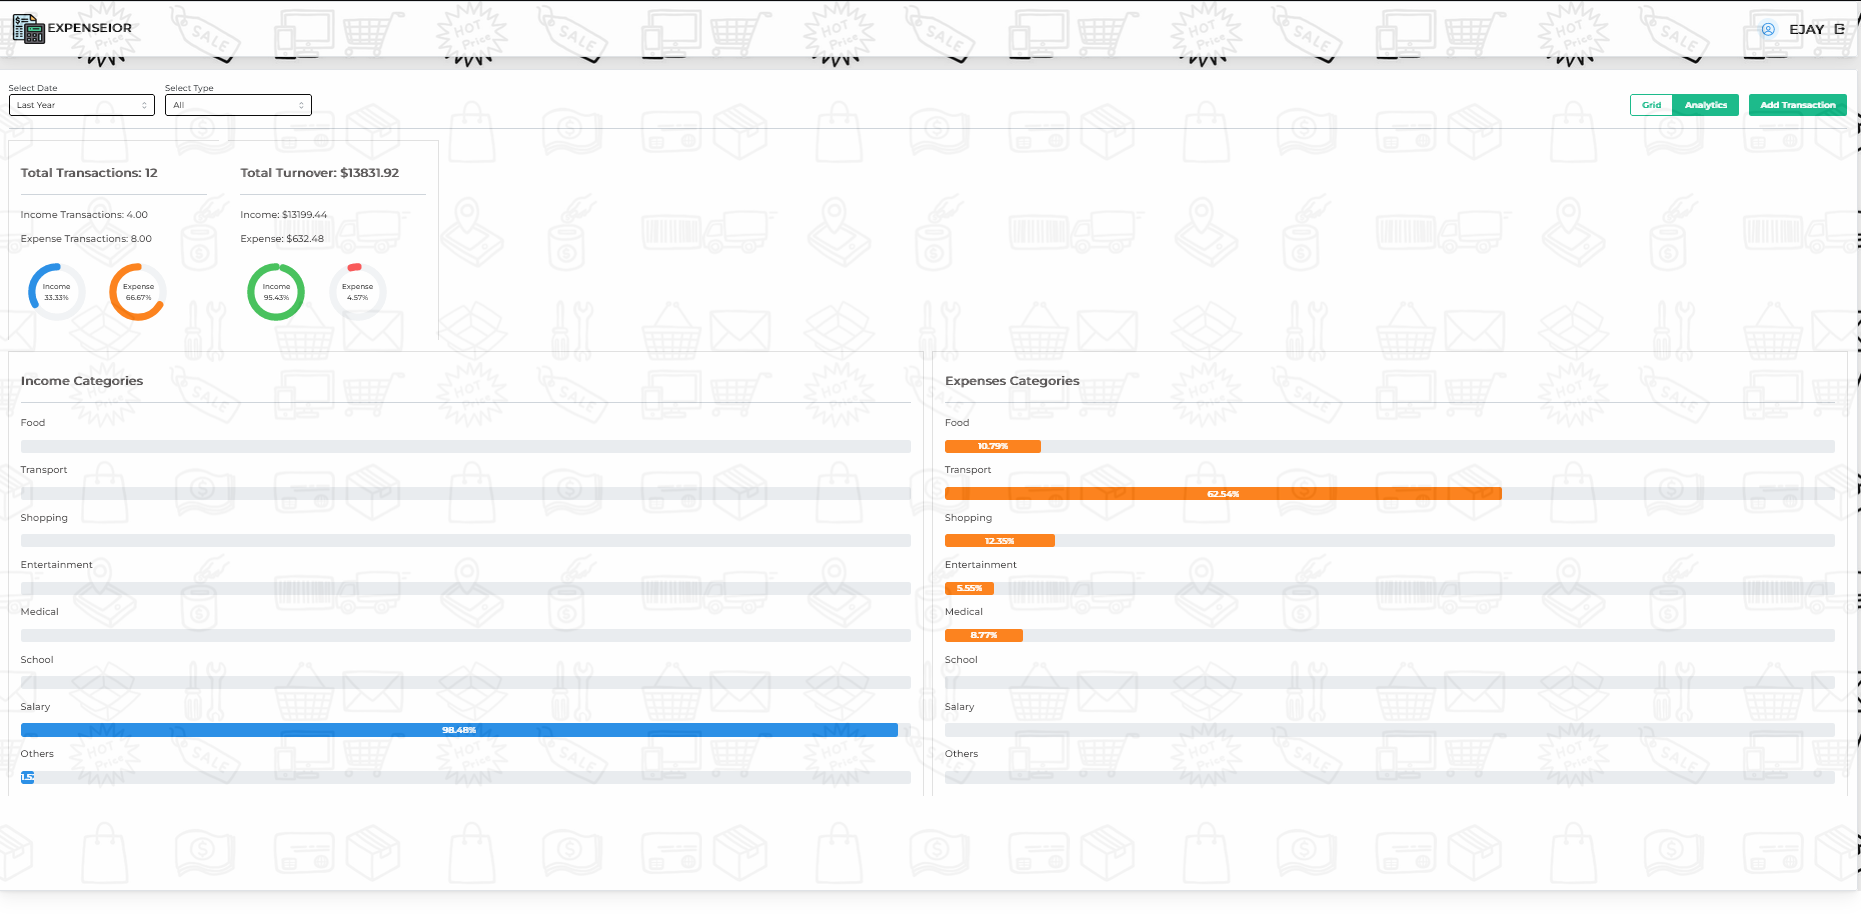 EXPENSEIOR
EJAY
Select Date
Select Type
Last Year
All
Grid
Analytics
Add Transaction
Total Transactions: 12
Total Turnover: $13831.92
Income Transactions: 4.00
Income: $13199.44
Expense Transactions: 8.00
Expense: $632.48
Income
33.33%
Expense
66.67%
Income
95.43%
Expense
4.57%
Income Categories
Food
Transport
Shopping
Entertainment
Medical
School
Salary
98.48%
Others
Expenses Categories
Food
10.79%
Transport
62.54%
Shopping
12.35%
Entertainment
5.55%
Medical
8.77%
School
Salary
Others
HOT
Price
SALE